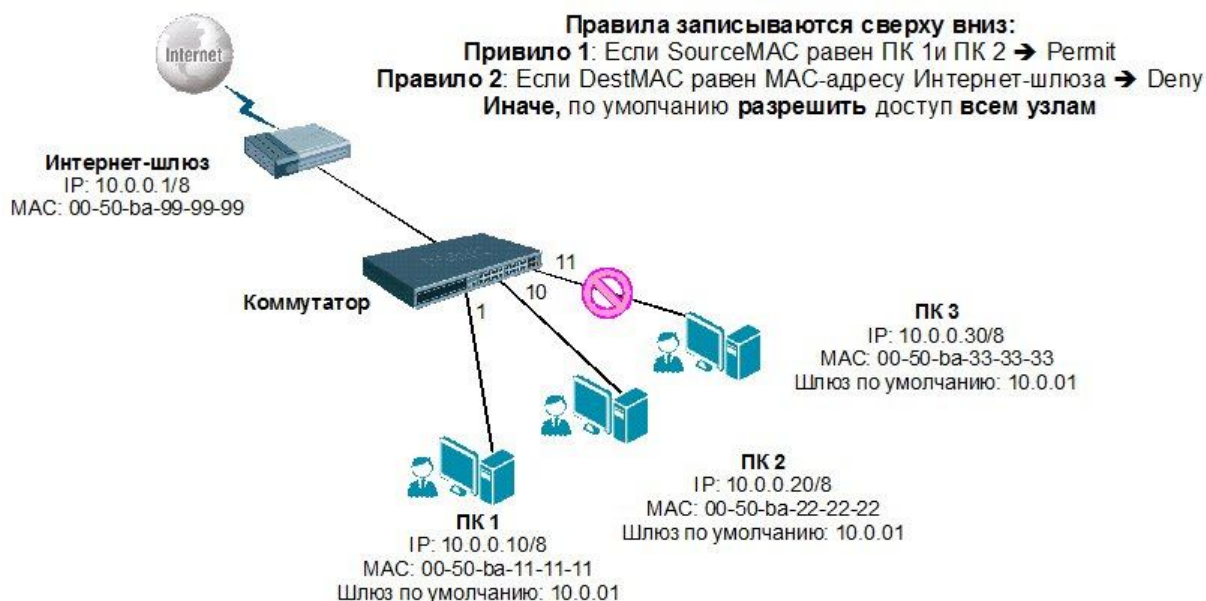 Правила записываются сверху вниз:
Привило 1: Если SourceMAC равен ПК 1и ПК 2 ➔ Permit
Правило 2: Если DestMAC равен MAC-адресу Интернет-шлюза ➔ Deny
Иначе, по умолчанию разрешить доступ всем узлам
Internet
Интернет-шлюз
IP: 10.0.0.1/8
MAC: 00-50-ba-99-99-99
Коммутатор
1
10
11
ПК 3
IP: 10.0.0.30/8
MAC: 00-50-ba-33-33-33
Шлюз по умолчанию: 10.0.01
ПК 2
IP: 10.0.0.20/8
MAC: 00-50-ba-22-22-22
Шлюз по умолчанию: 10.0.01
ПК 1
IP: 10.0.0.10/8
MAC: 00-50-ba-11-11-11
Шлюз по умолчанию: 10.0.01